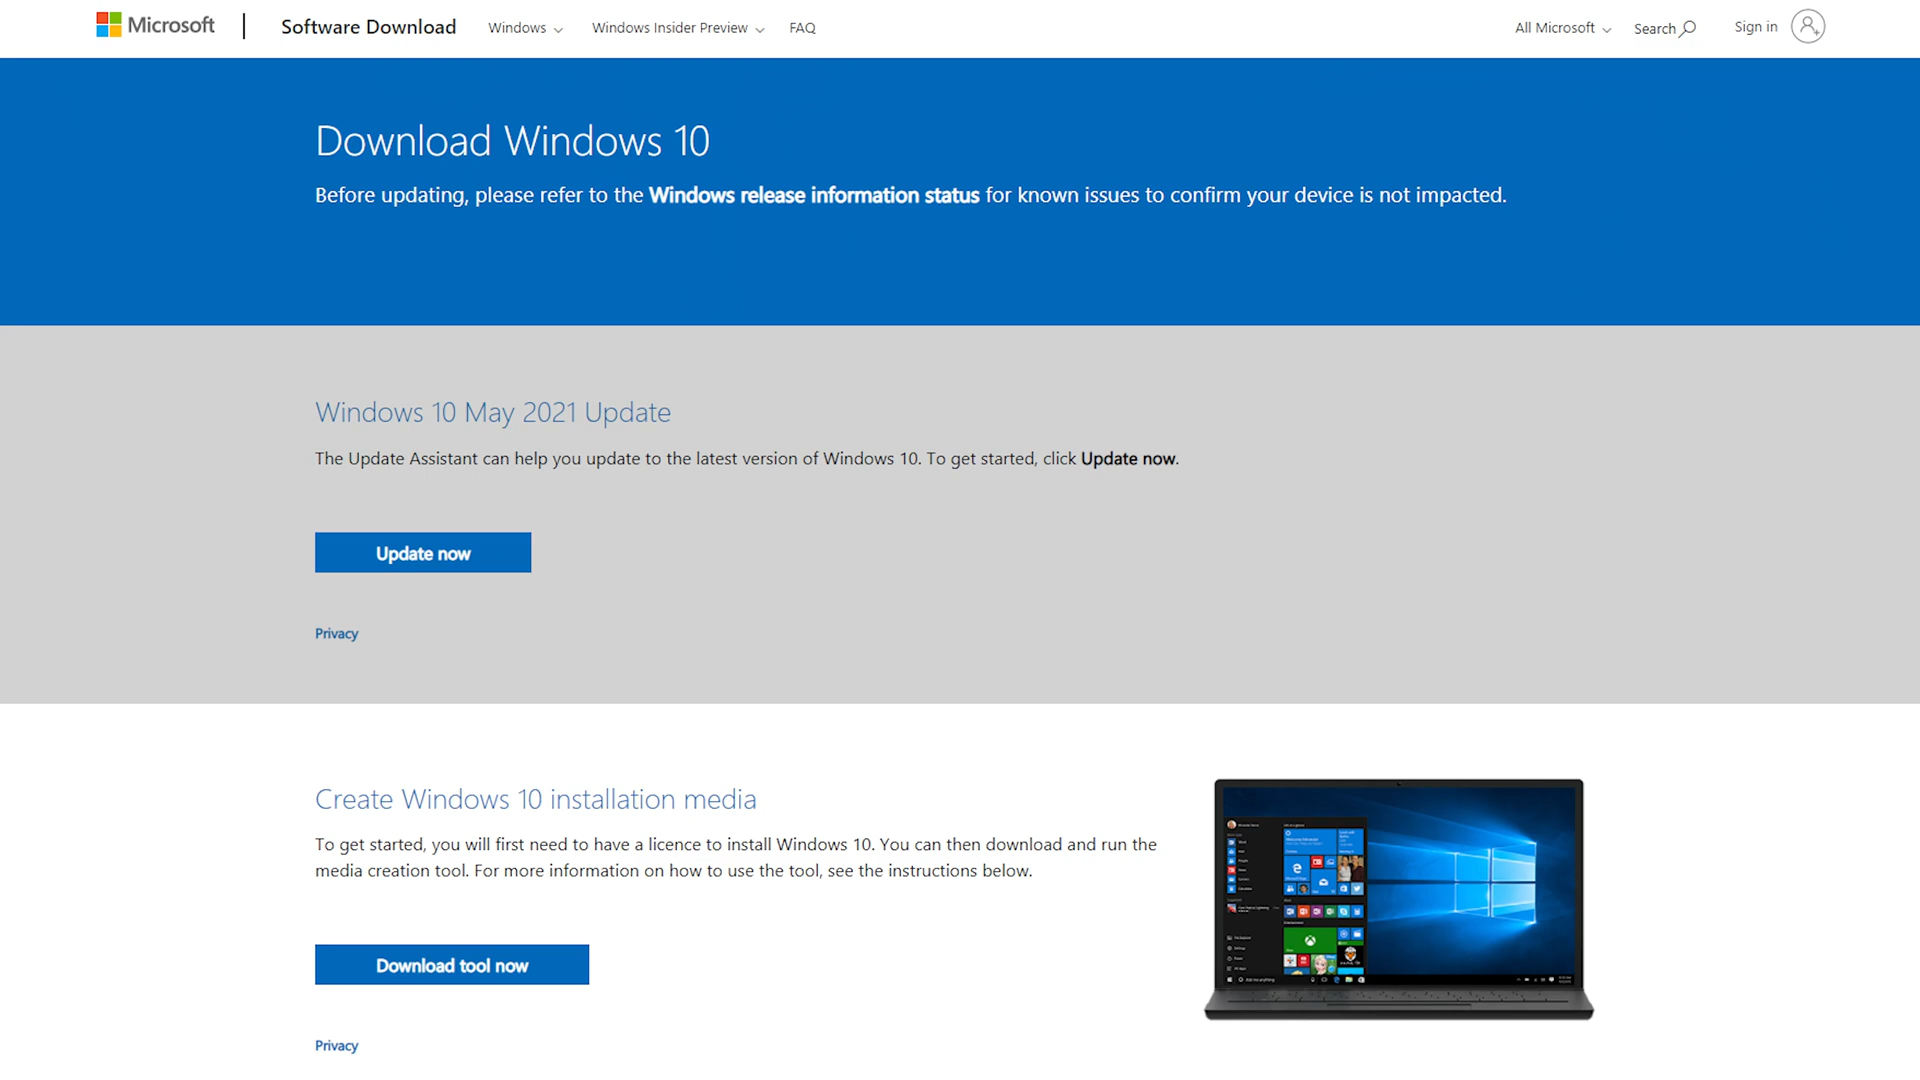 Microsoft
Software Download
Windows
Windows Insider Preview
FAQ
All Microsoft
Search
Sign in
Download Windows 10
Before updating, please refer to the Windows release information status for known issues to confirm your device is not impacted.
Windows 10 May 2021 Update
The Update Assistant can help you update to the latest version of Windows 10. To get started, click Update now.
Update now
Privacy
Create Windows 10 installation media
To get started, you will first need to have a licence to install Windows 10. You can then download and run the
media creation tool. For more information on how to use the tool, see the instructions below.
Download tool now
Privacy